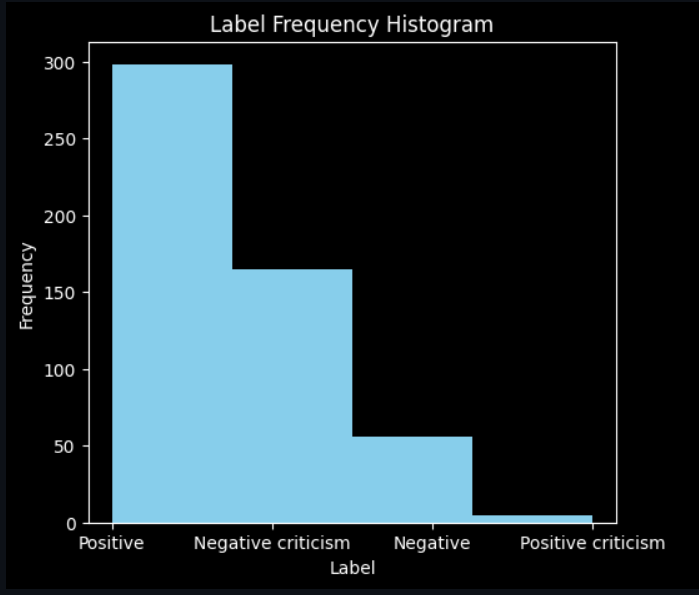 Label Frequency Histogram
300
250
200
150
100
50
0
Frequency
Positive Negative criticism Negative Positive criticism
Label